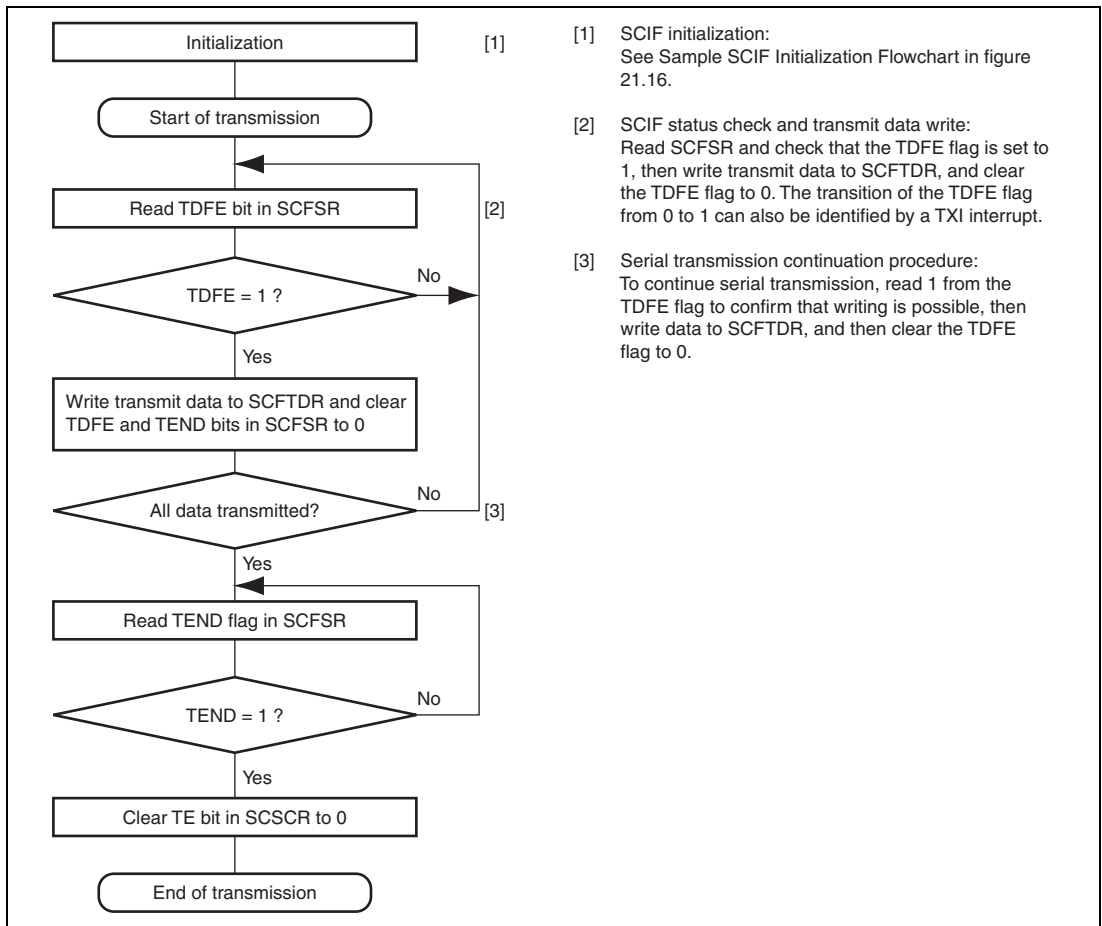 Initialization
[1]
Start of transmission
Read TDFE bit in SCFSR
[2]
TDFE = 1 ?
No
Yes
Write transmit data to SCFTDR and clear
TDFE and TEND bits in SCFSR to 0
All data transmitted?
No
[3]
Yes
Read TEND flag in SCFSR
TEND = 1 ?
No
Yes
Clear TE bit in SCSCR to 0
End of transmission
[1] SCIF initialization:
See Sample SCIF Initialization Flowchart in figure
21.16.
[2] SCIF status check and transmit data write:
Read SCFSR and check that the TDFE flag is set to
1, then write transmit data to SCFTDR, and clear
the TDFE flag to 0. The transition of the TDFE flag
from 0 to 1 can also be identified by a TXI interrupt.
[3] Serial transmission continuation procedure:
To continue serial transmission, read 1 from the
TDFE flag to confirm that writing is possible, then
write data to SCFTDR, and then clear the TDFE
flag to 0.